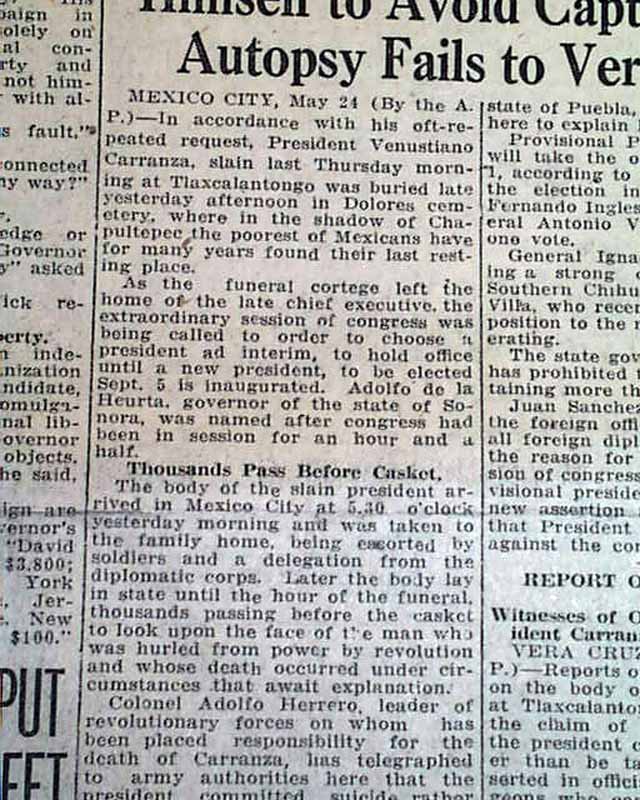 paign in
solely on
al con-
rty and
not him-
with al-
s fault,"
connected
ny way?"
edge or
Governor
y" asked
ick re-
perty.
n inde-
nization
ndidate,
omulga-
nal lib-
overnor
objects.
he said,
ign are
vernor's
"David
$3,800;
York
, Jer-
e, New
$100."
PUT
EET
Himself to Avoid Capt
Autopsy Fails to Ver
MEXICO CITY, May 24 (By the A.
P.)—In accordance with his oft-re-
peated request, President Venustiano
Carranza, slain last Thursday morn-
ing at Tlaxcalantongo was buried late
yesterday afternoon in Dolores cem-
etery, where in the shadow of Cha-
pultepec the poorest of Mexicans have
for many years found their last rest-
ing place.
As the funeral cortege left the
home of the late chief executive, the
extraordinary session of congress was
being called to order to choose a
president ad interim, to hold office
until a new president, to be elected
Sept. 5 is inaugurated. Adolfo de la
Heurta, governor of the state of So-
nora, was named after congress had
been in session for an hour and a
half.
Thousands Pass Before Casket.
The body of the slain president ar-
rived in Mexico City at 5.30 o'clock
yesterday morning and was taken to
the family home, being escorted by
soldiers and a delegation from the
diplomatic corps. Later the body lay
in state until the hour of the funeral,
thousands passing before the casket
to look upon the face of the man who
was hurled from power by revolution
and whose death occurred under cir-
cumstances that await explanation.
Colonel Adolfo Herrero, leader of
revolutionary forces on whom has
been placed responsibility for the
death of Carranza, has telegraphed
to army authorities here that the
president committed suicide rather
state of Puebla,
here to explain
Provisional P
will take the o
1, according to
the election in
Fernando Ingles
eral Antonio V
one vote.
General Igna
ing a strong
Southern Chihu
Villa, who recen
position to the r
erating.
The state gov
has prohibited t
taining more th
Juan Sanchez
the foreign offi
all foreign dipl
the reason for
sion of congress
visional preside
new assertion
that President
against the con
REPORT O
Witnesses of O
ident Carran
VERA CRUZ
P.)—Reports o
on the body o
at Tlaxcalanto
the claim of
the president c
er than be ta
serted in official
geons who